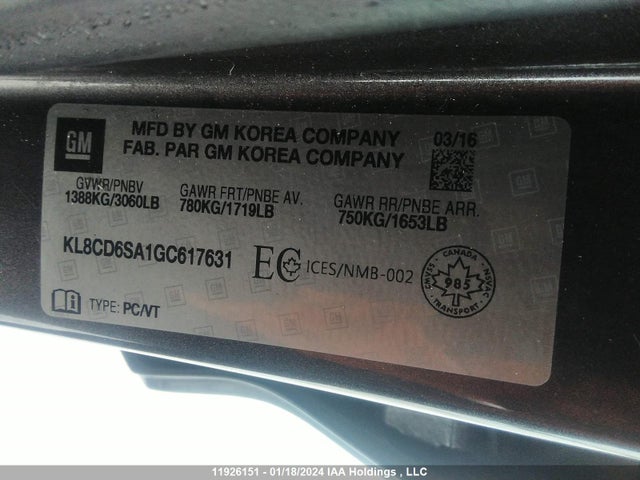 GM
MFD BY GM KOREA COMPANY 03/16
FAB. PAR GM KOREA COMPANY
GVWR/PNBV GAWR FRT/PNBE AV. GAWR RR/PNBE ARR.
1388KG/3060LB 780KG/1719LB 750KG/1653LB
KL8CD6SA1GC617631 EC ICES/NMB-002
CANADA
985
TRANSPORT
NSVAC
SVMAC
TYPE: PC/VT
11926151 - 01/18/2024 IAA Holdings , LLC